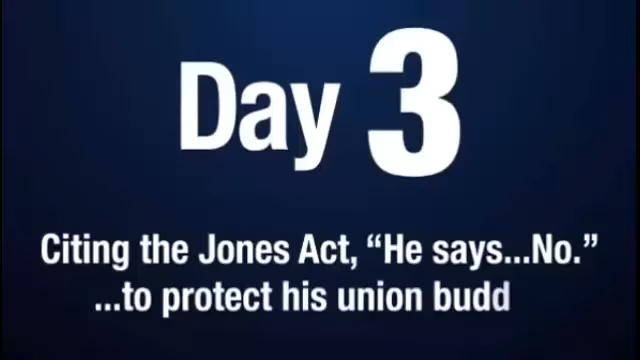 Day 3
Citing the Jones Act, “He says...No.”
...to protect his union budd